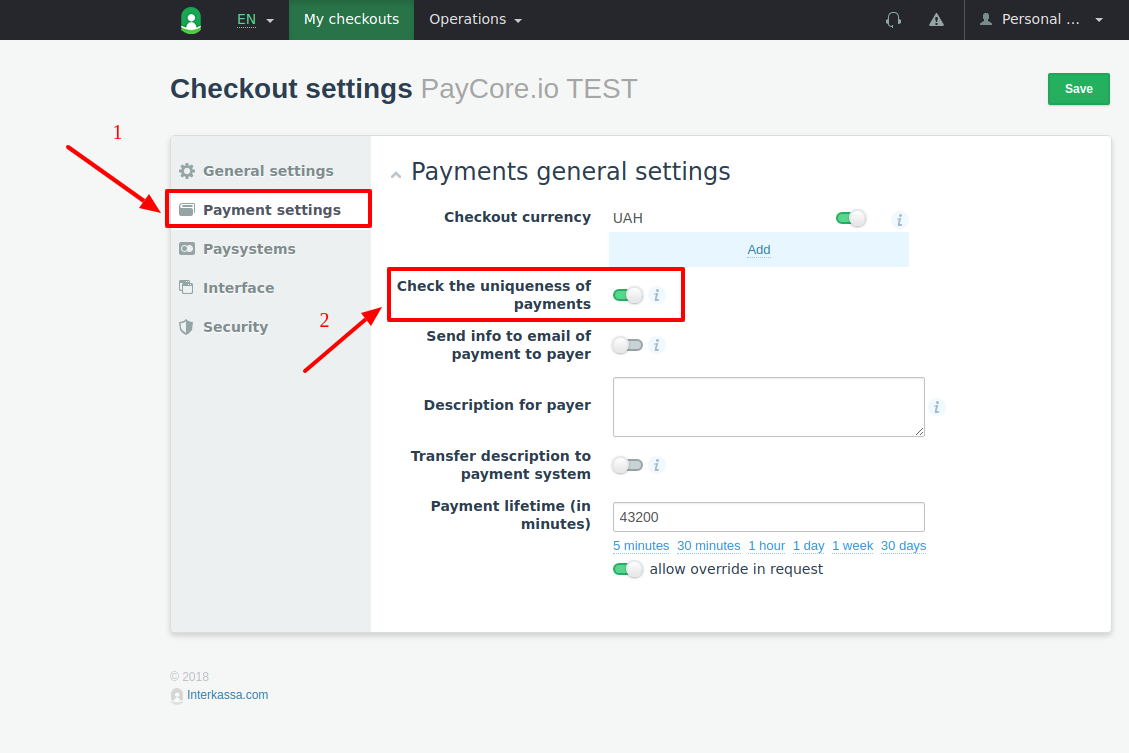 EN
My checkouts
Operations
Personal ...
Checkout settings PayCore.io TEST
Save
1
General settings
Payment settings
Paysystems
Interface
Security
Payments general settings
Checkout currency
UAH
i
Add
Check the uniqueness of
payments
i
2
Send info to email of
payment to payer
i
Description for payer
i
Transfer description to
payment system
i
Payment lifetime (in
minutes)
43200
5 minutes 30 minutes 1 hour 1 day 1 week 30 days
allow override in request
© 2018
Interkassa.com